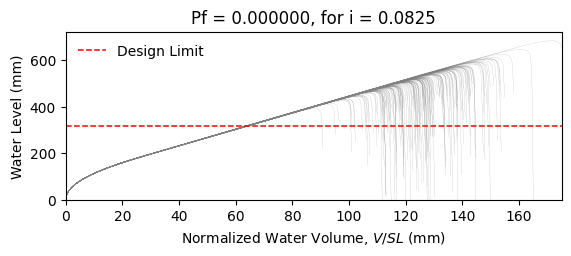 Pf = 0.000000, for i = 0.0825
Design Limit
Water Level (mm)
600
400
200
0
0 20 40 60 80 100 120 140 160
Normalized Water Volume, V/SL (mm)